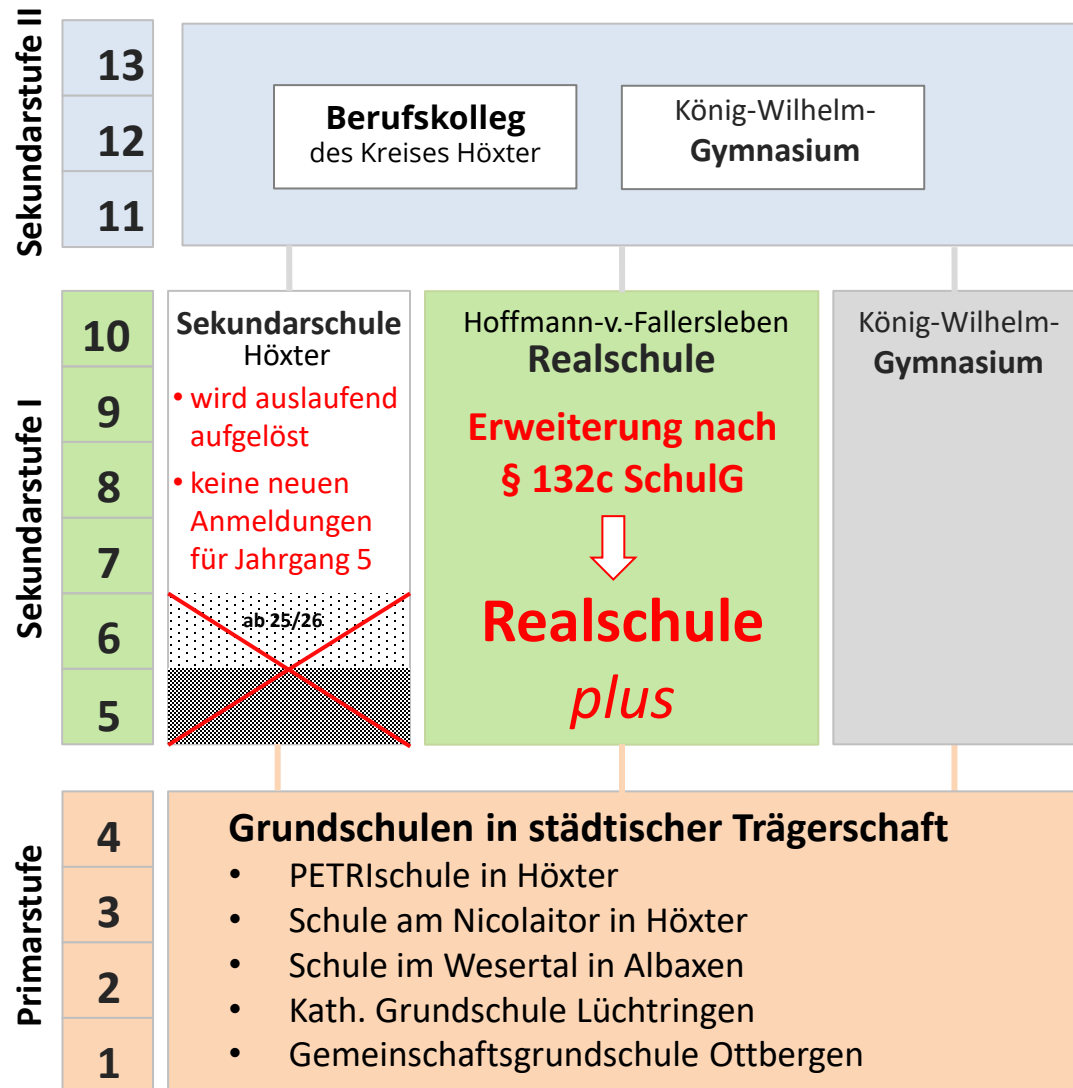 Sekundarstufe II
13
12
11
Berufskolleg
des Kreises Höxter
König-Wilhelm-
Gymnasium
Sekundarstufe I
10
9
8
7
6
5
Sekundarschule
Höxter
• wird auslaufend
aufgelöst
• keine neuen
Anmeldungen
für Jahrgang 5
ab 25/26
Hoffmann-v.-Fallersleben
Realschule
Erweiterung nach
§ 132c SchulG
Realschule
plus
König-Wilhelm-
Gymnasium
Primarstufe
4
3
2
1
Grundschulen in städtischer Trägerschaft
• PETRIschule in Höxter
• Schule am Nicolaitor in Höxter
• Schule im Wesertal in Albaxen
• Kath. Grundschule Lüchtringen
• Gemeinschaftsgrundschule Ottbergen